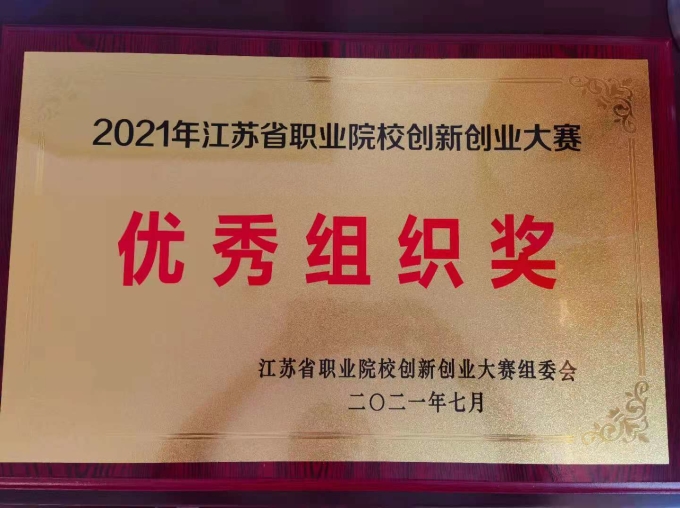 2021年江苏省职业院校创新创业大赛
优秀组织奖
江苏省职业院校创新创业大赛组委会
二〇二一年七月